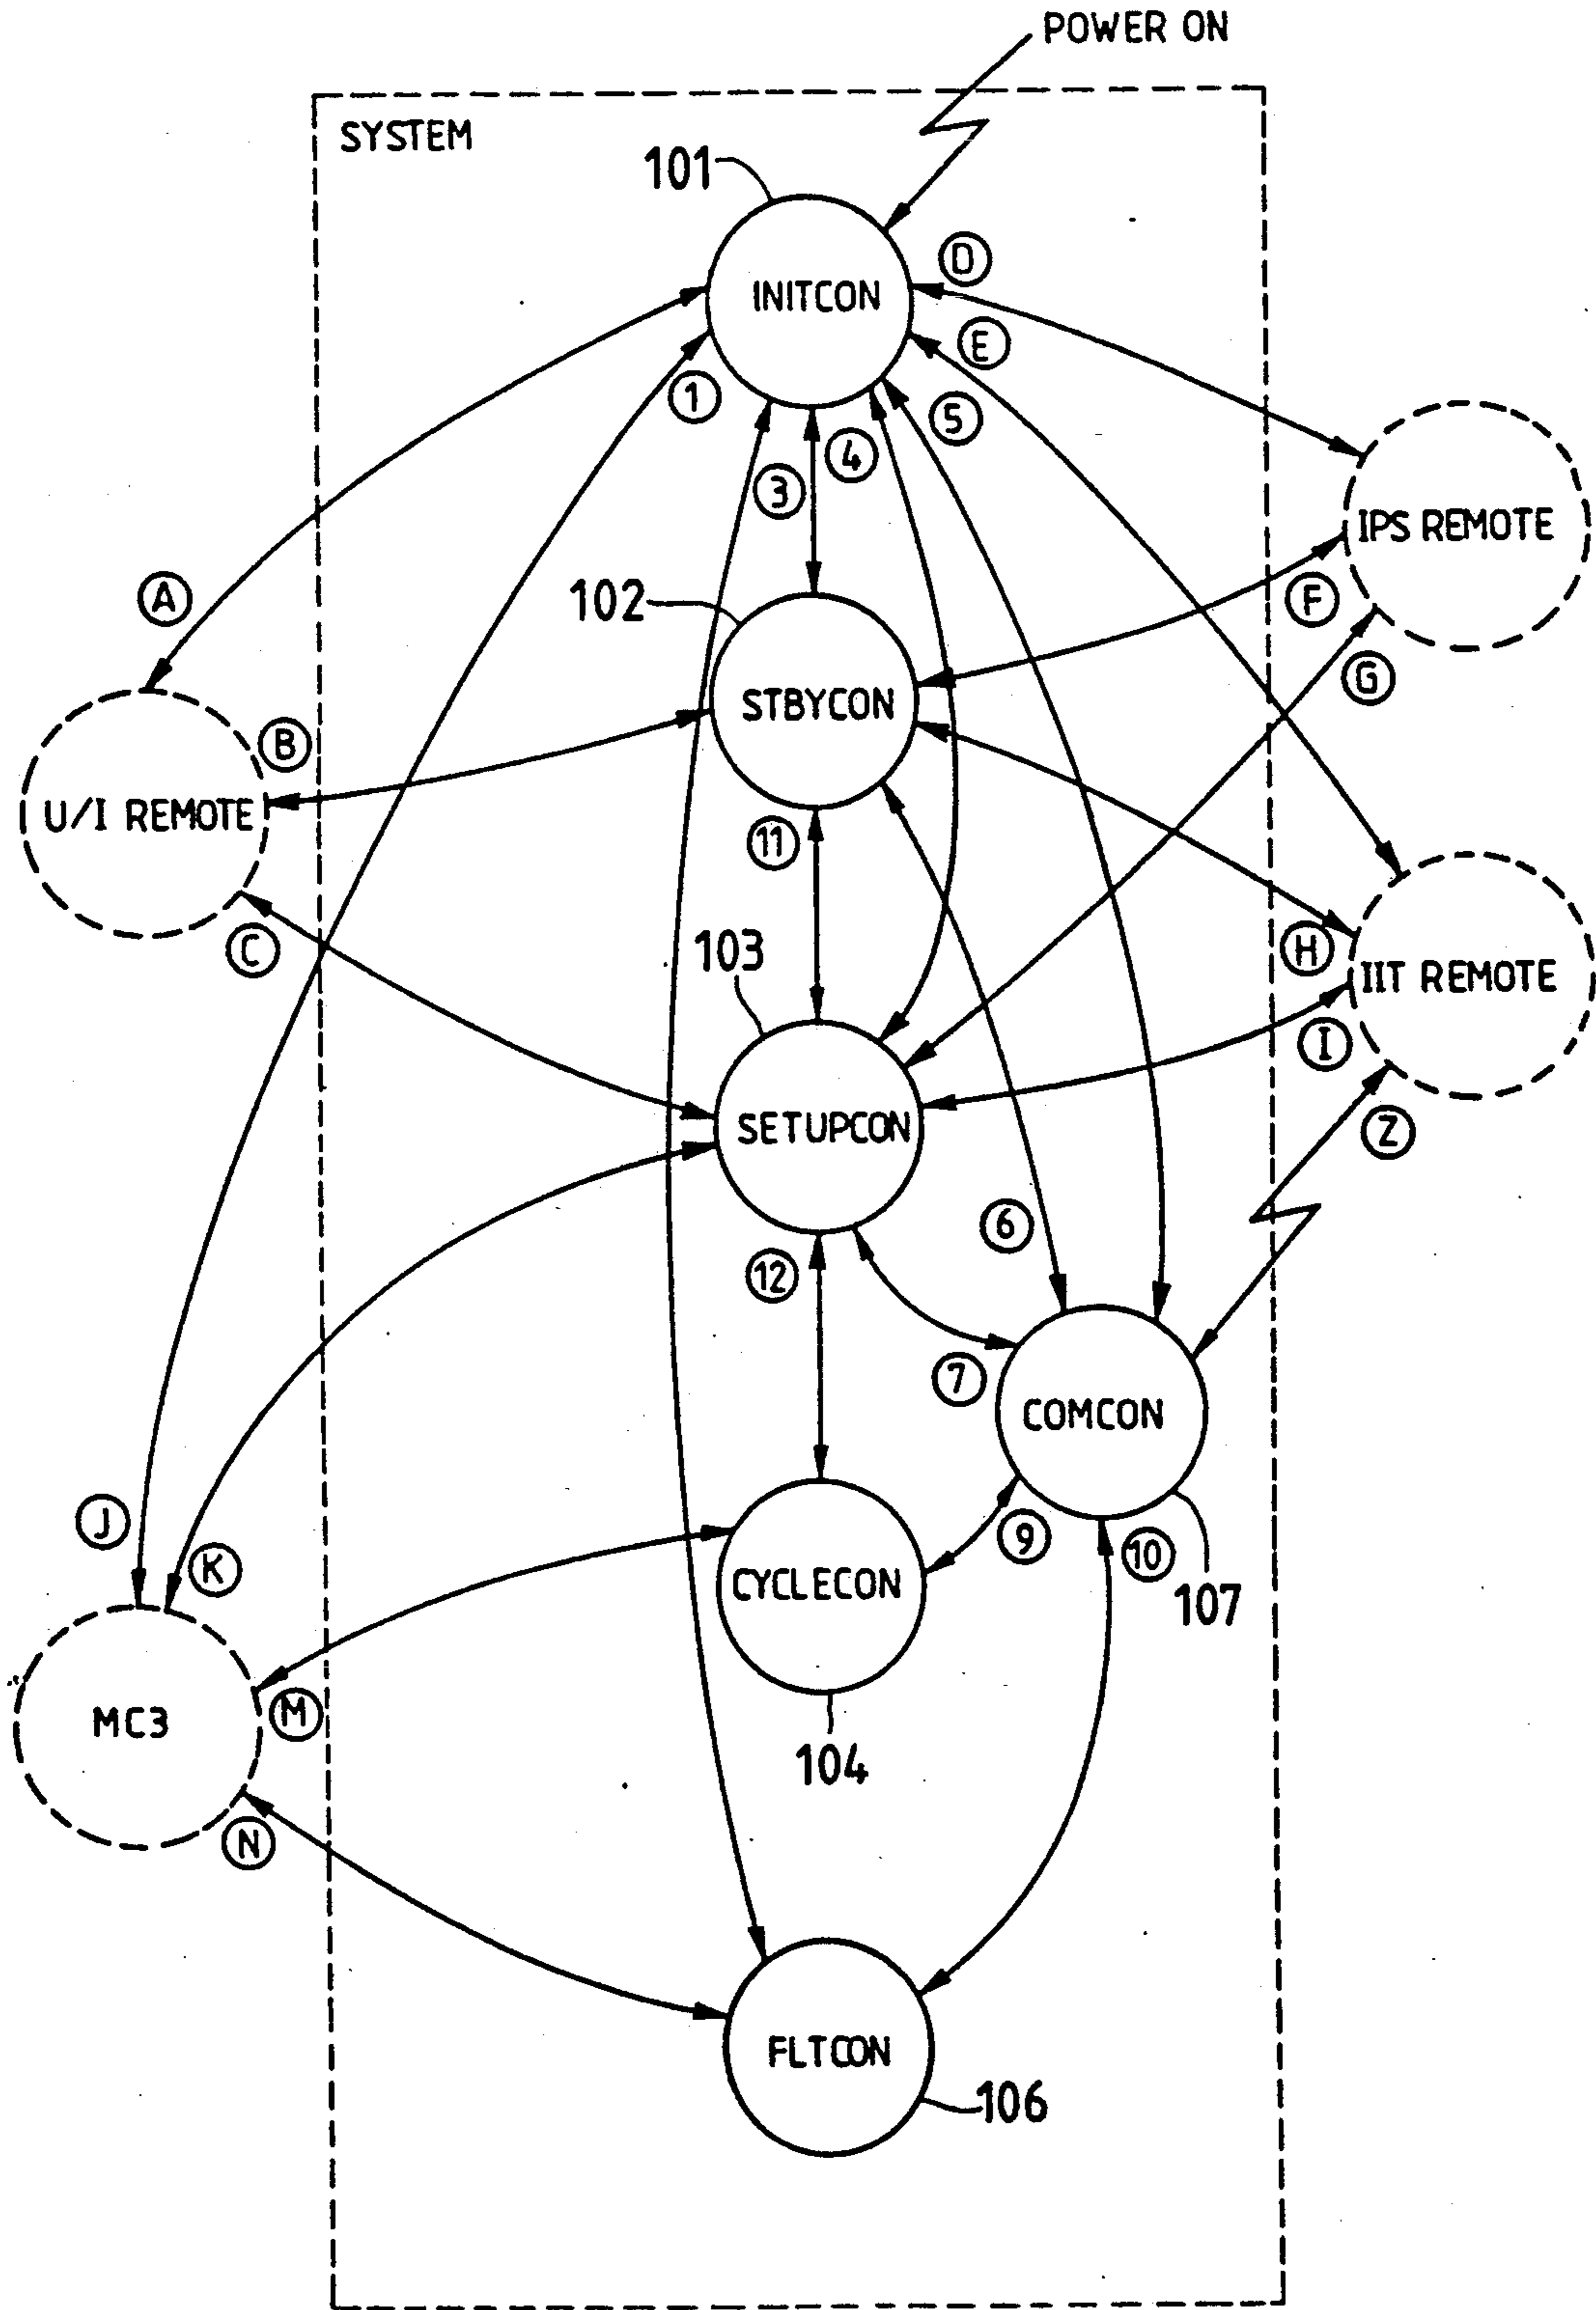 POWER ON
SYSTEM
101
D
INITCON
E
1
5
4
3
IPS REMOTE
A
102
F
G
STBYCON
B
U/I REMOTE
11
C
103
H
IIT REMOTE
I
SETUPCON
Z
6
12
7
COMCON
J
9
10
K
CYCLECON
107
M
MC3
104
N
FLTCON
106